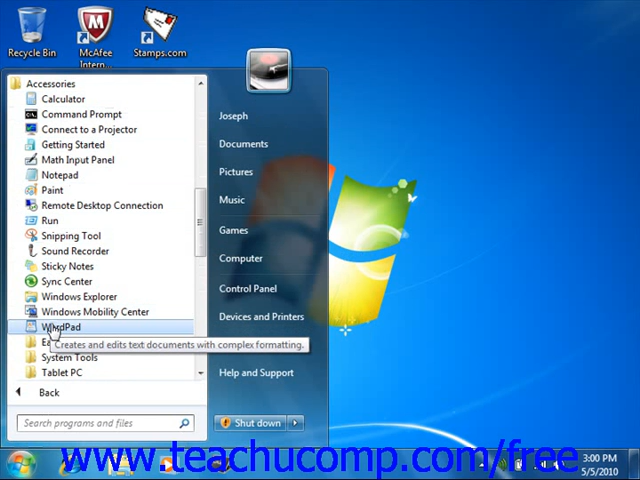 Recycle Bin
McAfee
Intern...
Stamps.com
Accessories
Calculator
Command Prompt
Connect to a Projector
Getting Started
Math Input Panel
Notepad
Paint
Remote Desktop Connection
Run
Snipping Tool
Sound Recorder
Sticky Notes
Sync Center
Windows Explorer
Windows Mobility Center
WordPad
Creates and edits text documents with complex formatting.
System Tools
Tablet PC
Back
Search programs and files
Joseph
Documents
Pictures
Music
Games
Computer
Control Panel
Devices and Printers
Help and Support
Shut down
www.teachucomp.com/free
3:00 PM
5/5/2010